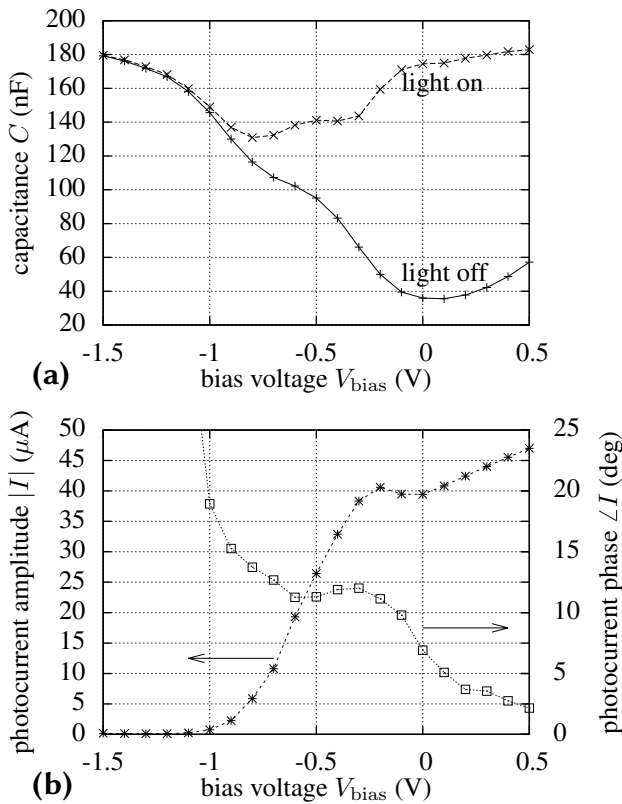 200
180
160
140
120
100
80
60
40
20
capacitance C (nF)
light on
light off
-1.5 -1 -0.5 0 0.5
bias voltage V_bias (V)
(a)
50
45
40
35
30
25
20
15
10
5
0
photocurrent amplitude |I| (μA)
25
20
15
10
5
0
photocurrent phase ∠I (deg)
-1.5 -1 -0.5 0 0.5
bias voltage V_bias (V)
(b)